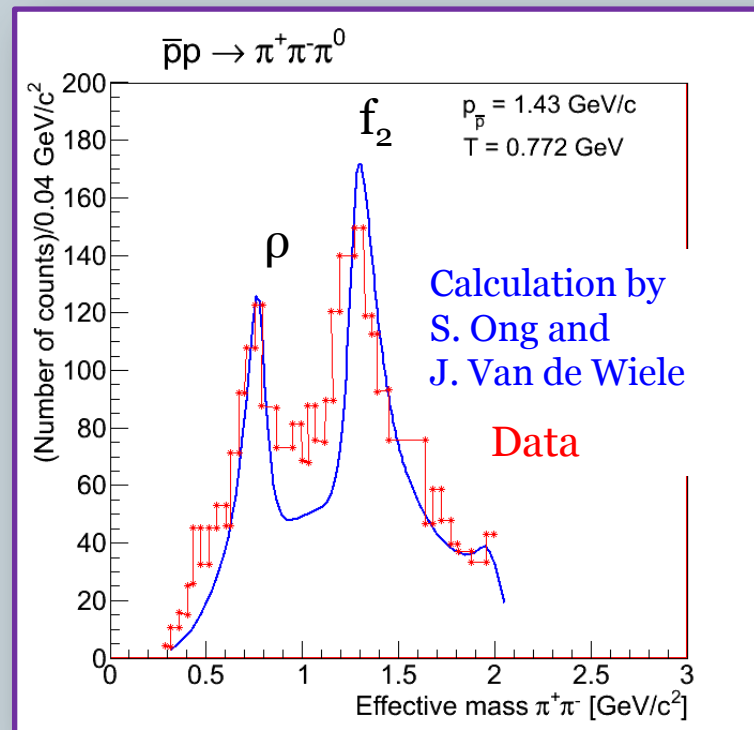 p̅p → π⁺π⁻π⁰
(Number of counts)/0.04 GeV/c²
200
180
160
140
120
100
80
60
40
20
0
p_p̅ = 1.43 GeV/c
T = 0.772 GeV
f₂
ρ
Calculation by
S. Ong and
J. Van de Wiele
Data
0 0.5 1 1.5 2 2.5 3
Effective mass π⁺π⁻ [GeV/c²]